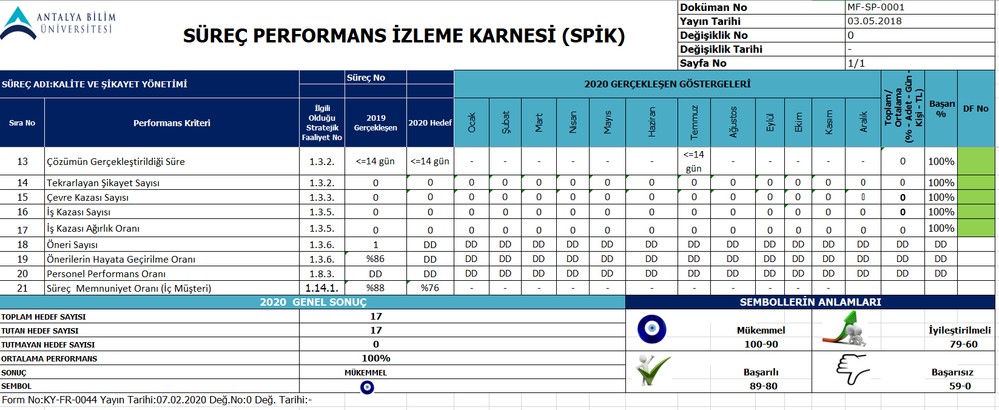 ANTALYA BİLİM
ÜNİVERSİTESİ
SÜREÇ PERFORMANS İZLEME KARNESİ (SPİK)
Doküman No MF-SP-0001
Yayın Tarihi 03.05.2018
Değişiklik No 0
Değişiklik Tarihi -
Sayfa No 1/1
SÜREÇ ADI:KALİTE VE ŞİKAYET YÖNETİMİ
Süreç No
2020 GERÇEKLEŞEN GÖSTERGELERİ
Sıra No
Performans Kriteri
İlgili
Olduğu
Stratejik
Faaliyet No
2019
Gerçekleşen
2020 Hedef
Ocak
Şubat
Mart
Nisan
Mayıs
Haziran
Temmuz
Ağustos
Eylül
Ekim
Kasım
Aralık
Toplam/
Ortalama
(% - Adet - Gün -
Kişi - TL)
Başarı
%
DF No
13 Çözümün Gerçekleştirildiği Süre 1.3.2. <=14 gün <=14 gün - - - - - - <=14 gün - - - - - 0 100%
14 Tekrarlayan Şikayet Sayısı 1.3.2. 0 0 0 0 0 0 0 0 0 0 0 0 0 0 0 100%
15 Çevre Kazası Sayısı 1.3.3. 0 0 0 0 0 0 0 0 0 0 0 0 0 0 0 100%
16 İş Kazası Sayısı 1.3.5. 0 0 0 0 0 0 0 0 0 0 0 0 0 0 0 100%
17 İş Kazası Ağırlık Oranı 1.3.5. 0 0 0 0 0 0 0 0 0 0 0 0 0 0 0 100%
18 Öneri Sayısı 1.3.6. 1 DD DD DD DD DD DD DD DD DD DD DD DD DD DD DD
19 Önerilerin Hayata Geçirilme Oranı 1.3.6. %86 DD DD DD DD DD DD DD DD DD DD DD DD DD DD DD
20 Personel Performans Oranı 1.8.3. DD DD DD DD DD DD DD DD DD DD DD DD DD DD DD DD
21 Süreç Memnuniyet Oranı (İç Müşteri) 1.14.1. %88 %76 - - - - - - - - - - -
2020 GENEL SONUÇ
SEMBOLLERİN ANLAMLARI
TOPLAM HEDEF SAYISI 17
TUTAN HEDEF SAYISI 17
TUTMAYAN HEDEF SAYISI 0
ORTALAMA PERFORMANS 100%
SONUÇ MÜKEMMEL
SEMBOL
Mükemmel
100-90
İyileştirilmeli
79-60
Başarılı
89-80
Başarısız
59-0
Form No:KY-FR-0044 Yayın Tarihi:07.02.2020 Değ.No:0 Değ. Tarihi:-